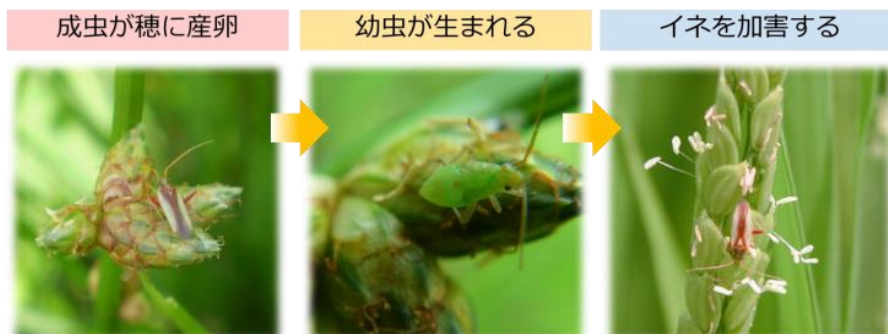 成虫が穂に産卵
幼虫が生まれる
イネを加害する